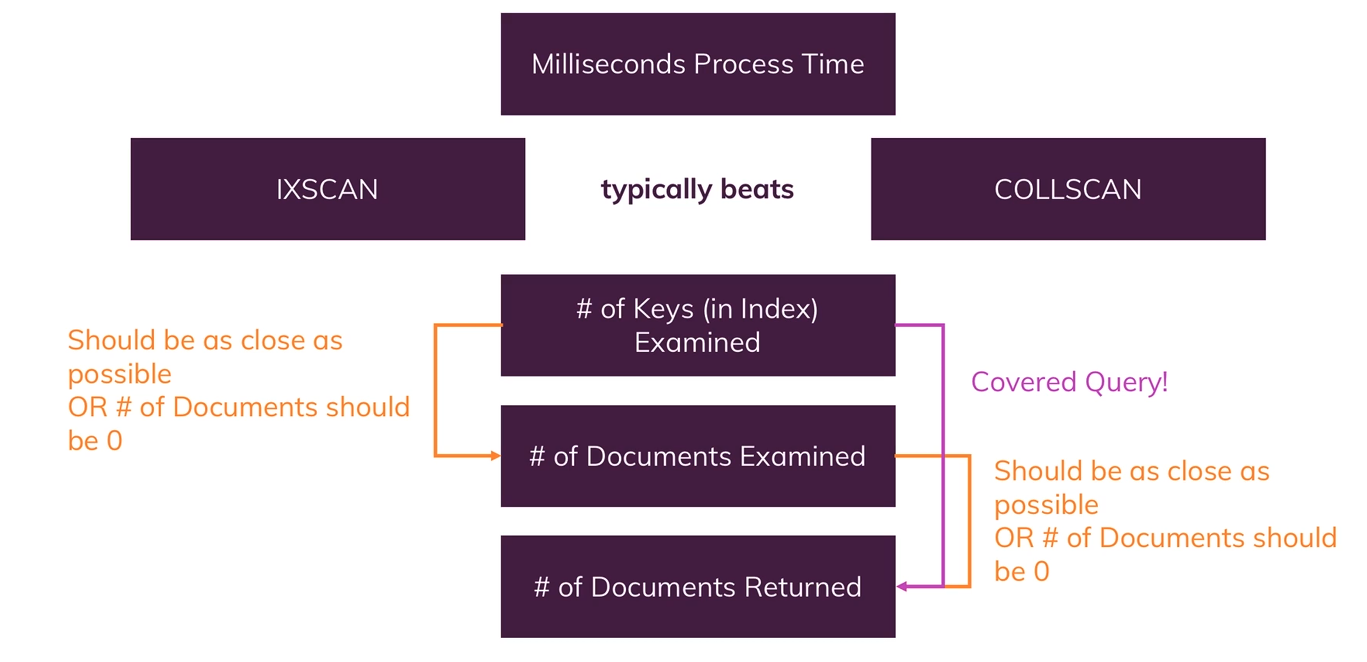 Milliseconds Process Time
IXSCAN
typically beats
COLLSCAN
# of Keys (in Index)
Examined
Should be as close as
possible
OR # of Documents should
be 0
Covered Query!
# of Documents Examined
Should be as close as
possible
OR # of Documents should
be 0
# of Documents Returned